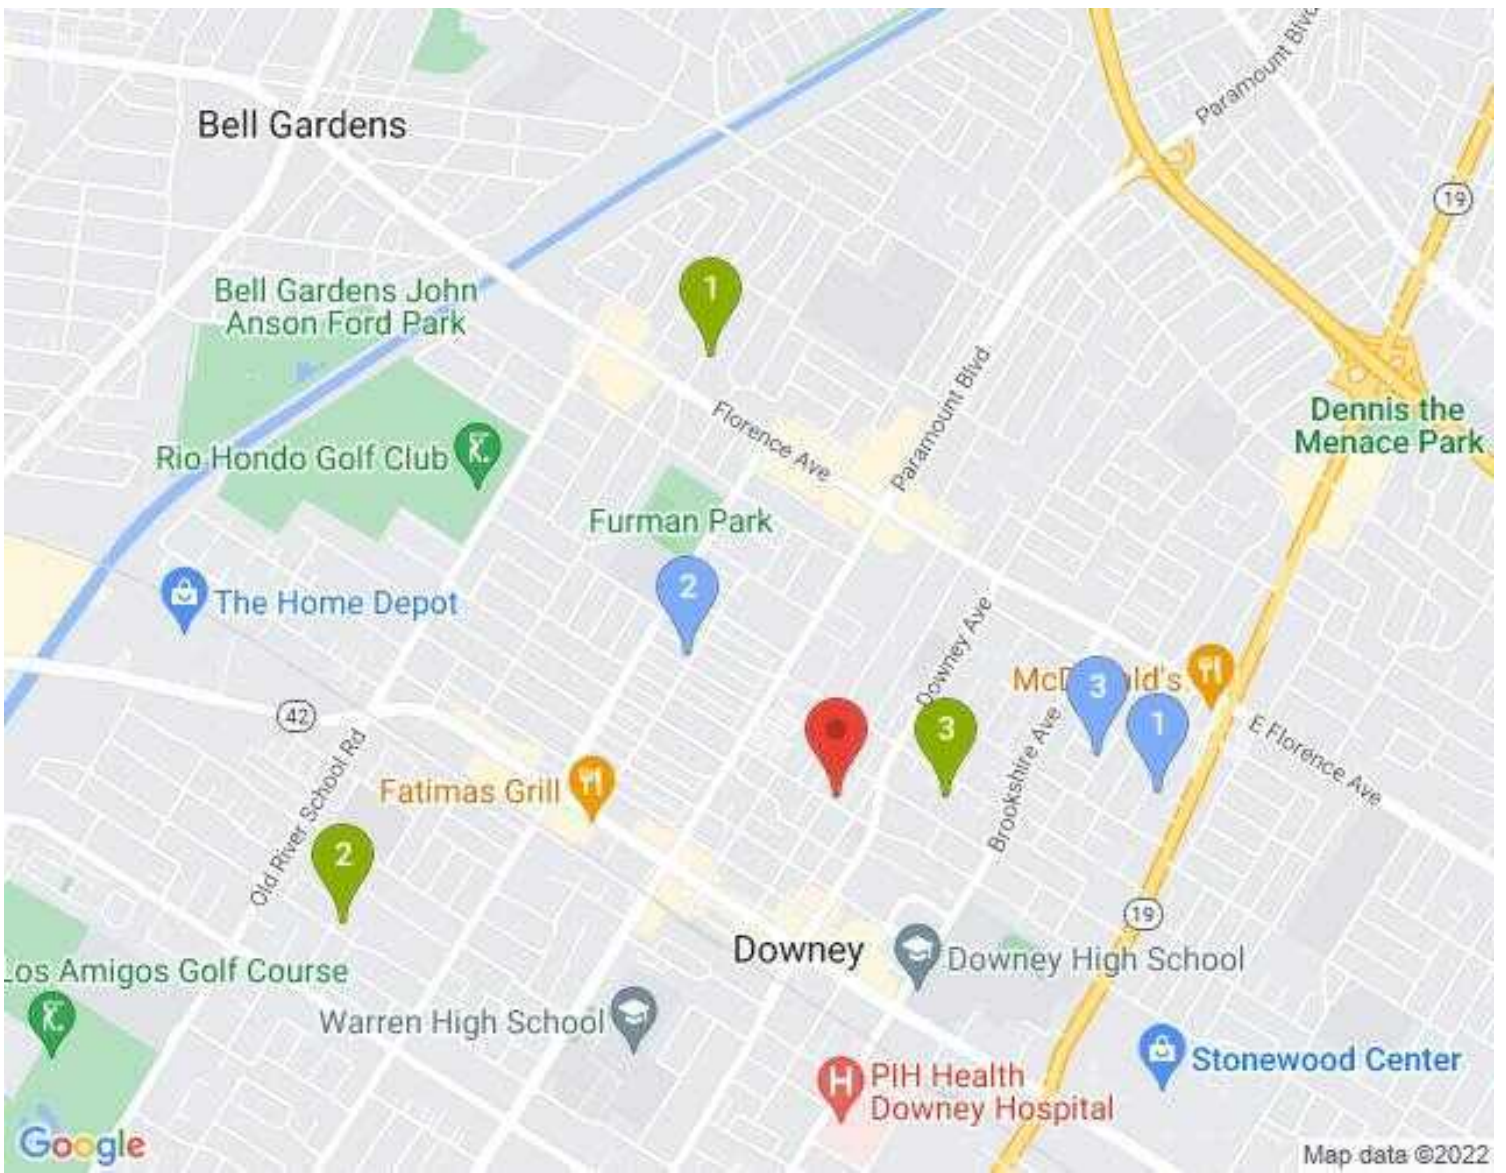 Paramount Blvd
Bell Gardens
19
Bell Gardens John
Anson Ford Park
1
Paramount Blvd
Dennis the
Menace Park
Florence Ave
Rio Hondo Golf Club
Furman Park
2
The Home Depot
Downey Ave
McD ald's
3
1
3
42
Brookshire Ave
E Florence Ave
Old River School Rd
Fatimas Grill
2
19
Downey
Downey High School
Los Amigos Golf Course
Warren High School
Stonewood Center
H
PIH Health
Downey Hospital
Google
Map data ©2022